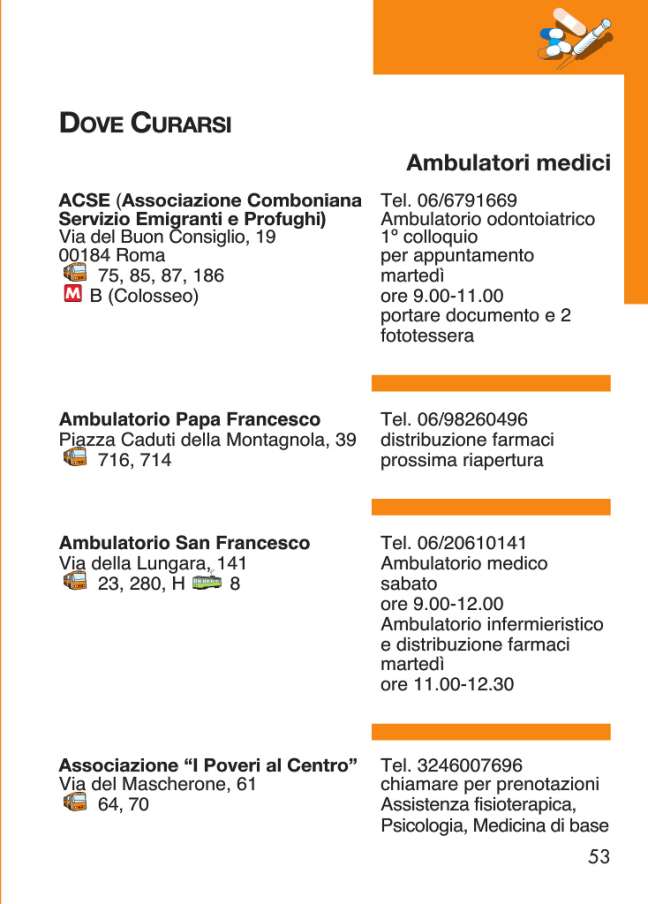 DOVE CURARSI
Ambulatori medici
ACSE (Associazione Comboniana
Servizio Emigranti e Profughi)
Via del Buon Consiglio, 19
00184 Roma
75, 85, 87, 186
M B (Colosseo)
Tel. 06/6791669
Ambulatorio odontoiatrico
1º colloquio
per appuntamento
martedì
ore 9.00-11.00
portare documento e 2
fototessera
Ambulatorio Papa Francesco
Piazza Caduti della Montagnola, 39
716, 714
Tel. 06/98260496
distribuzione farmaci
prossima riapertura
Ambulatorio San Francesco
Via della Lungara, 141
23, 280, H 8
Tel. 06/20610141
Ambulatorio medico
sabato
ore 9.00-12.00
Ambulatorio infermieristico
e distribuzione farmaci
martedì
ore 11.00-12.30
Associazione “I Poveri al Centro”
Via del Mascherone, 61
64, 70
Tel. 3246007696
chiamare per prenotazioni
Assistenza fisioterapica,
Psicologia, Medicina di base
53